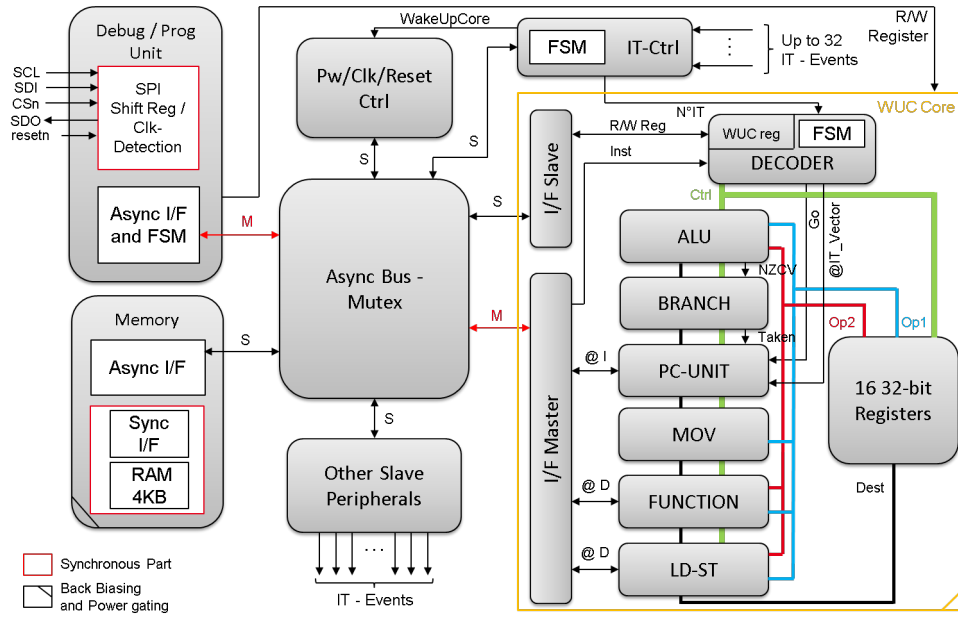 Debug / Prog
Unit
SCL
SDI
CSn
SDO
resetn
SPI
Shift Reg /
Clk-
Detection
Async I/F
and FSM
M
Memory
Async I/F
S
Sync
I/F
RAM
4KB
Synchronous Part
Back Biasing
and Power gating
WakeUpCore
Pw/Clk/Reset
Ctrl
S
S
Async Bus -
Mutex
S
M
S
Other Slave
Peripherals
...
IT - Events
FSM
IT-Ctrl
Up to 32
IT - Events
R/W
Register
WUC Core
N°IT
I/F Slave
R/W Reg
Inst
WUC reg
FSM
DECODER
Ctrl
Go
@IT_Vector
ALU
NZCV
BRANCH
Taken
I/F Master
@ I
PC-UNIT
MOV
@ D
FUNCTION
@ D
LD-ST
Op2
Op1
16 32-bit
Registers
Dest